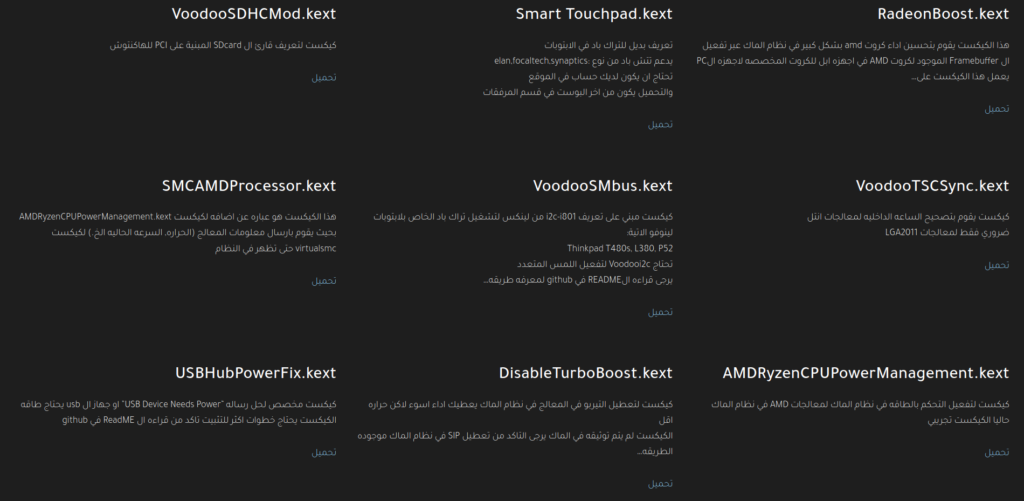 RadeonBoost.kext
هذا الكيكست يقوم بتحسين اداء كروت amd بشكل كبير في نظام الماك عبر تفعيل
ال Framebuffer الموجود لكروت AMD في اجهزه ابل للكروت المخصصه لاجهزه الPC
يعمل هذا الكيكست على...
تحميل
Smart Touchpad.kext
تعريف بديل للتراك باد في الابتوبات
يدعم تتش باد من نوع :elan,focaltech,synaptics
تحتاج ان يكون لديك حساب في الموقع
والتحميل يكون من اخر البوست في قسم المرفقات
تحميل
VoodooSDHCMod.kext
كيكست لتعريف قارئ ال SDcard المبنية على PCI للهاكنتوش
تحميل
VoodooTSCSync.kext
كيكست يقوم بتصحيح الساعه الداخليه لمعالجات انتل
ضروري فقط لمعالجات LGA2011
تحميل
VoodooSMbus.kext
كيكست مبني على تعريف i2c-i801 من لينكس لتشغيل تراك باد الخاص بلابتوبات
لينوفو الاتية:
Thinkpad T480s, L380, P52
تحتاج Voodooi2c لتفعيل اللمس المتعدد
يرجى قراءه الREADME في github لمعرفه طريقه...
تحميل
SMCAMDProcessor.kext
هذا الكيكست هو عباره عن اضافه لكيكست AMDRyzenCPUPowerManagement.kext
بحيث يقوم بارسال معلومات المعالج (الحراره, السرعه الحاليه الخ.) لكيكست
virtualsmc حتى تظهر في النظام
تحميل
AMDRyzenCPUPowerManagement.kext
كيكست لتفعيل التحكم بالطاقه في نظام الماك لمعالجات AMD في نظام الماك
حاليا الكيكست تجريبي
تحميل
DisableTurboBoost.kext
كيكست لتعطيل التيربو في المعالج في نظام الماك يعطيك اداء اسوء لاكن حراره
اقل
الكيكست لم يتم توثيقه في الماك يرجى التاكد من تعطيل SIP في نظام الماك موجوده
الطريقه...
تحميل
USBHubPowerFix.kext
كيكست مخصص لحل رساله "USB Device Needs Power" او جهاز ال usb يحتاج طاقه
الكيكست يحتاج خطوات اكثر للتثبيت تاكد من قراءه ال ReadME في github
تحميل